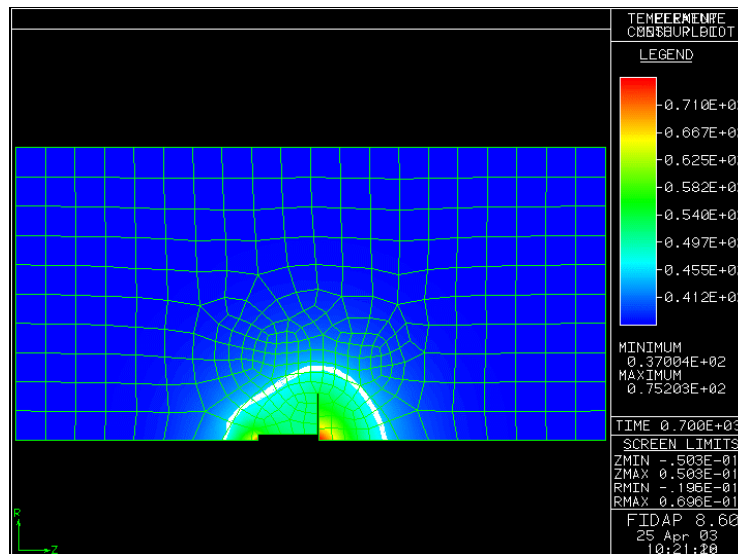 LEGEND
0.710E+0
0.667E+0
0.625E+0
0.582E+0
0.540E+0
0.497E+0
0.455E+0
0.412E+0
MINIMUM
0.37004E+02
MAXIMUM
0.75203E+02
TIME 0.700E+0
SCREEN LIMITS
ZMIN -.503E-01
ZMAX 0.503E-01
RMIN -.196E-01
RMAX 0.696E-01
FIDAP 8.60
25 Apr 03
R
Z